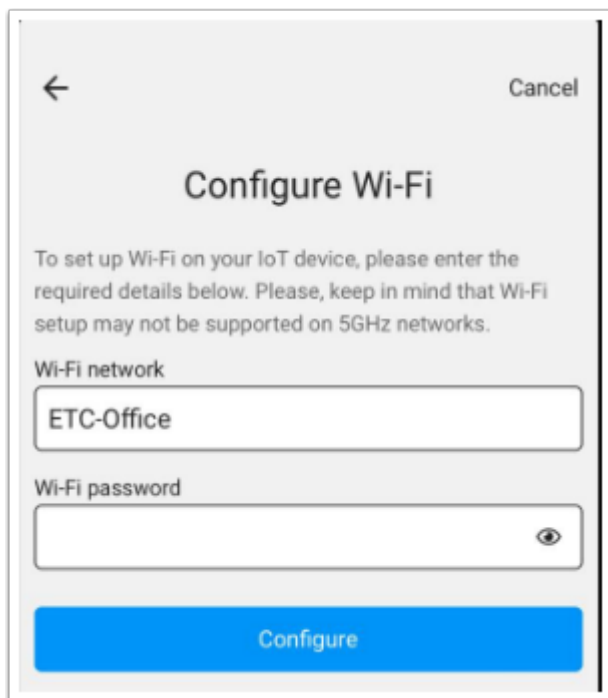 Cancel
Configure Wi-Fi
To set up Wi-Fi on your IoT device, please enter the
required details below. Please, keep in mind that Wi-Fi
setup may not be supported on 5GHz networks.
Wi-Fi network
ETC-Office
Wi-Fi password
Configure